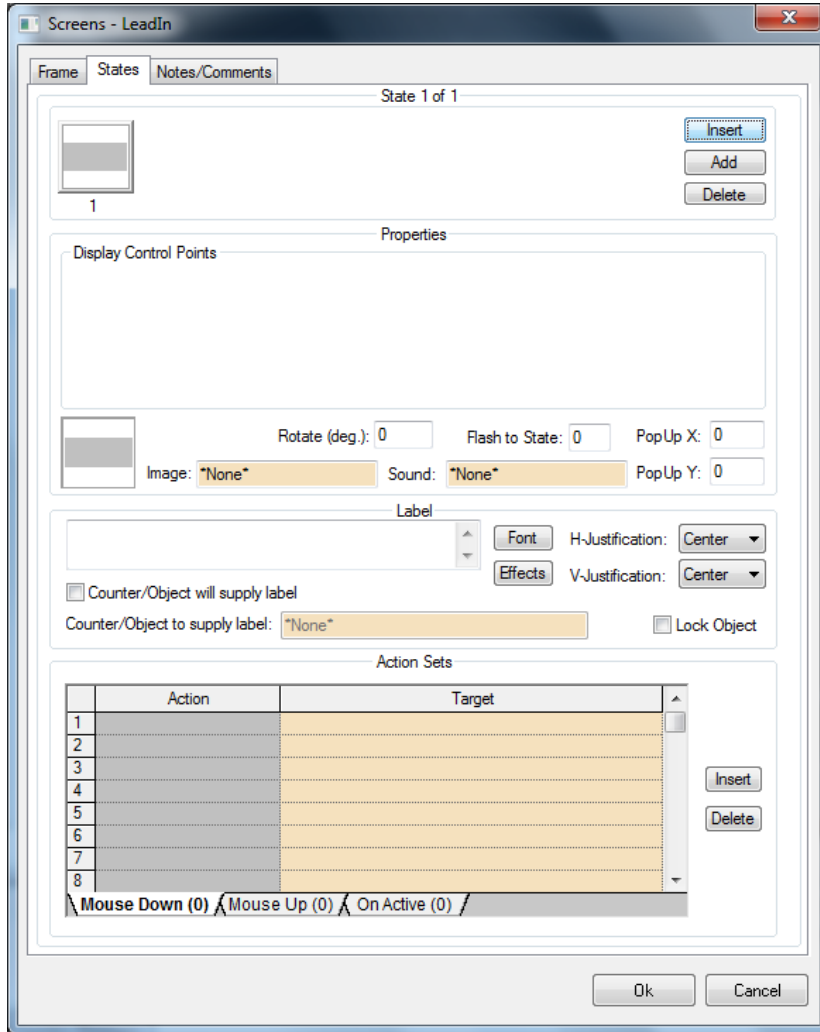 Screens - LeadIn
Frame States Notes/Comments
State 1 of 1
Insert
Add
Delete
1
Properties
Display Control Points
Rotate (deg.): 0 Flash to State: 0 PopUp X: 0
Image: *None* Sound: *None* PopUp Y: 0
Label
Font H-Justification: Center
Effects V-Justification: Center
Counter/Object will supply label
Counter/Object to supply label: *None* Lock Object
Action Sets
Action Target
1
2
3
Insert
4
5
Delete
6
7
8
Mouse Down (0) Mouse Up (0) On Active (0)
Ok Cancel